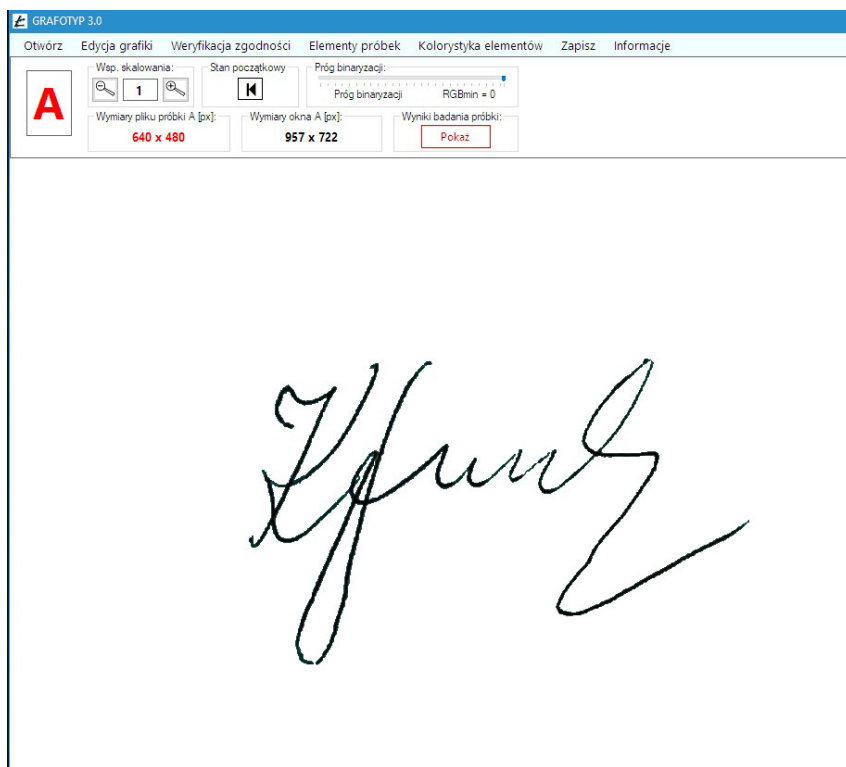 GRAFOTYP 3.0
Otwórz Edycja grafiki Weryfikacja zgodności Elementy próbek Kolorystyka elementów Zapisz Informacje
A
Wsp. skalowania: Stan początkowy Próg binaryzacji:
1
Próg binaryzacji RGBmin = 0
Wymiary pliku próbki A [px]: Wymiary okna A [px]: Wyniki badania próbki:
640 x 480 957 x 722 Pokaż